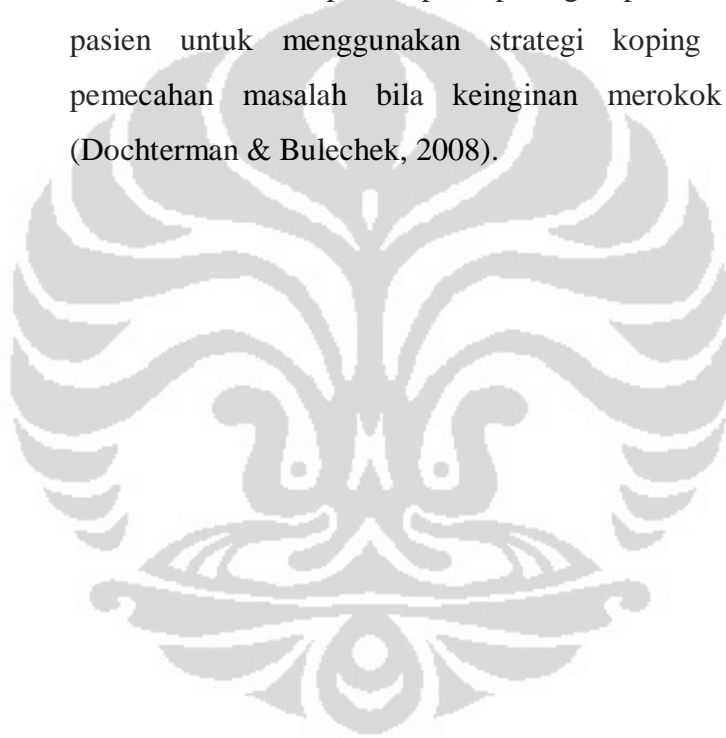 pasien untuk menggunakan strategi koping
pemecahan masalah bila keinginan merokok
(Dochterman & Bulechek, 2008).